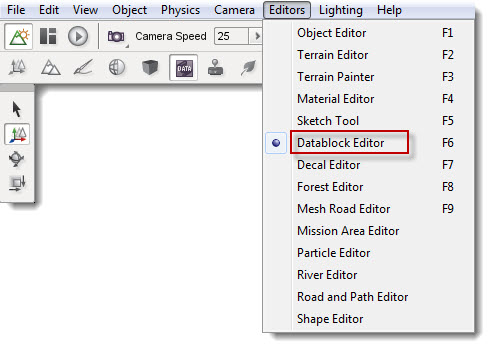 File Edit View Object Physics Camera Editors Lighting Help
Camera Speed 25
DATA
Object Editor F1
Terrain Editor F2
Terrain Painter F3
Material Editor F4
Sketch Tool F5
Datablock Editor F6
Decal Editor F7
Forest Editor F8
Mesh Road Editor F9
Mission Area Editor
Particle Editor
River Editor
Road and Path Editor
Shape Editor